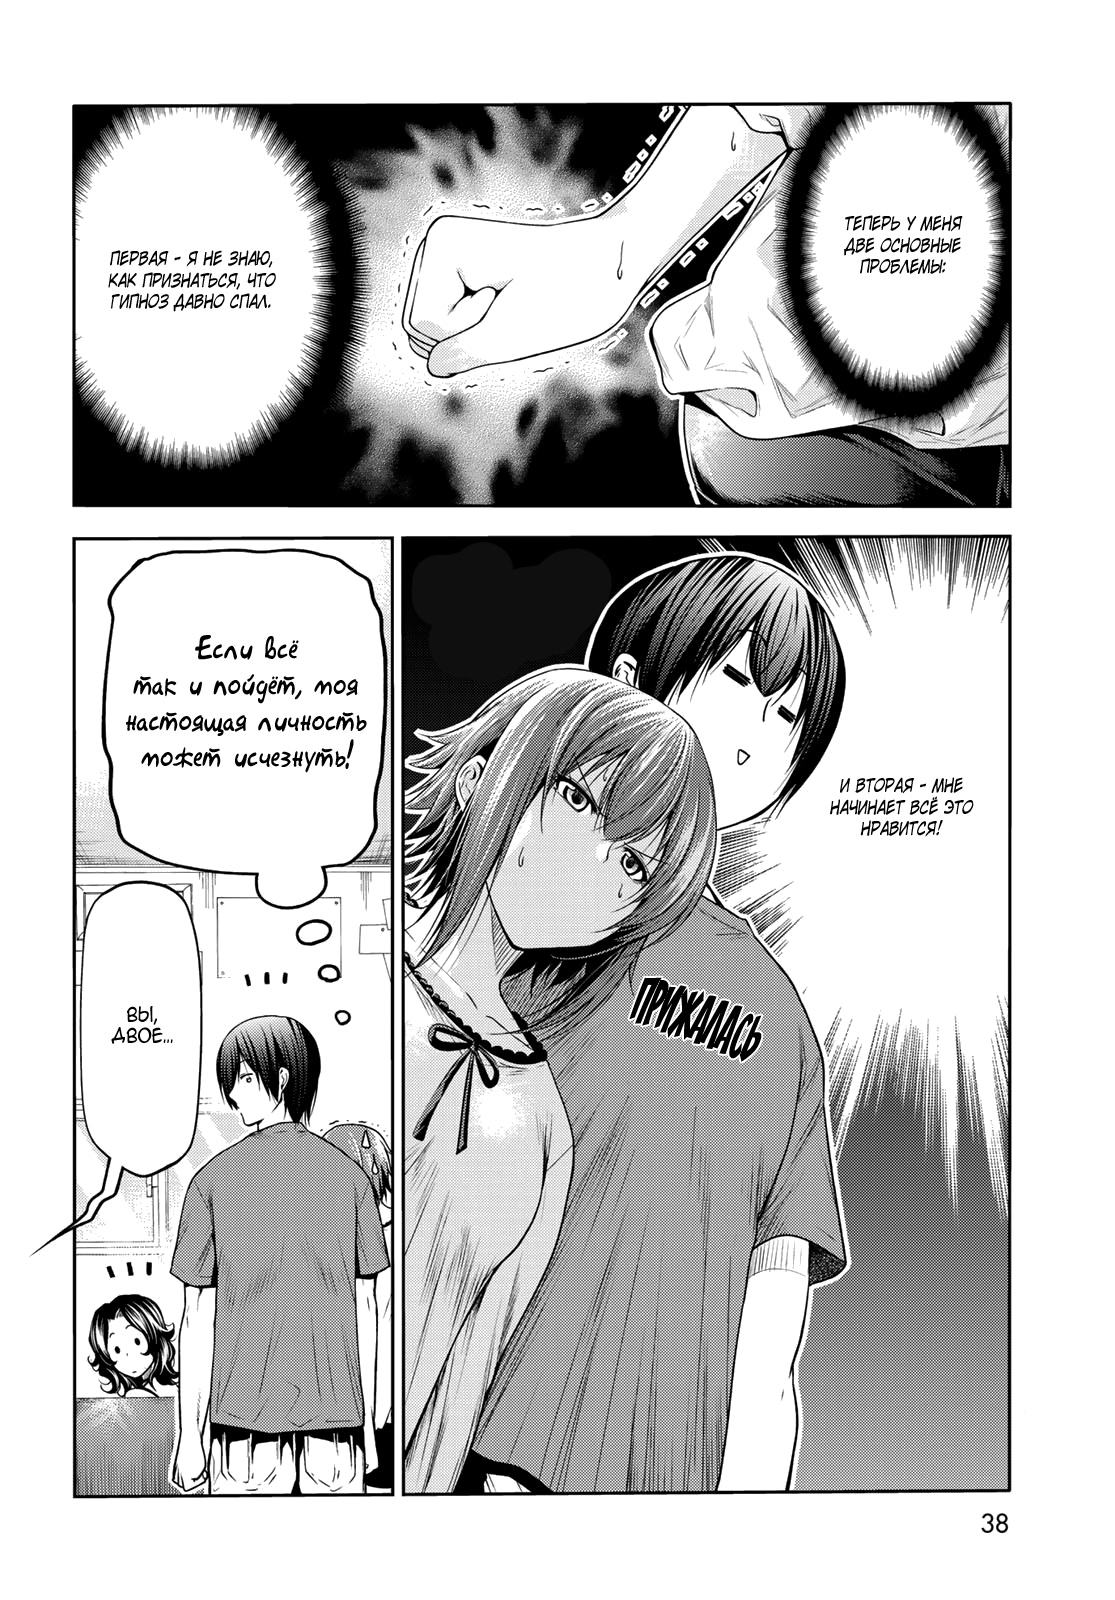 ТЕПЕРЬ У МЕНЯ
ДВЕ ОСНОВНЫЕ
ПРОБЛЕМЫ:
ПЕРВАЯ - Я НЕ ЗНАЮ,
КАК ПРИЗНАТЬСЯ, ЧТО
ГИПНОЗ ДАВНО СПАЛ.
И ВТОРАЯ - МНЕ
НАЧИНАЕТ ВСЁ ЭТО
НРАВИТСЯ!
ПРИЖАЛАСЬ
Если всё
так и пойдёт, моя
настоящая личность
может исчезнуть!
ВЫ,
ДВОЕ...
38